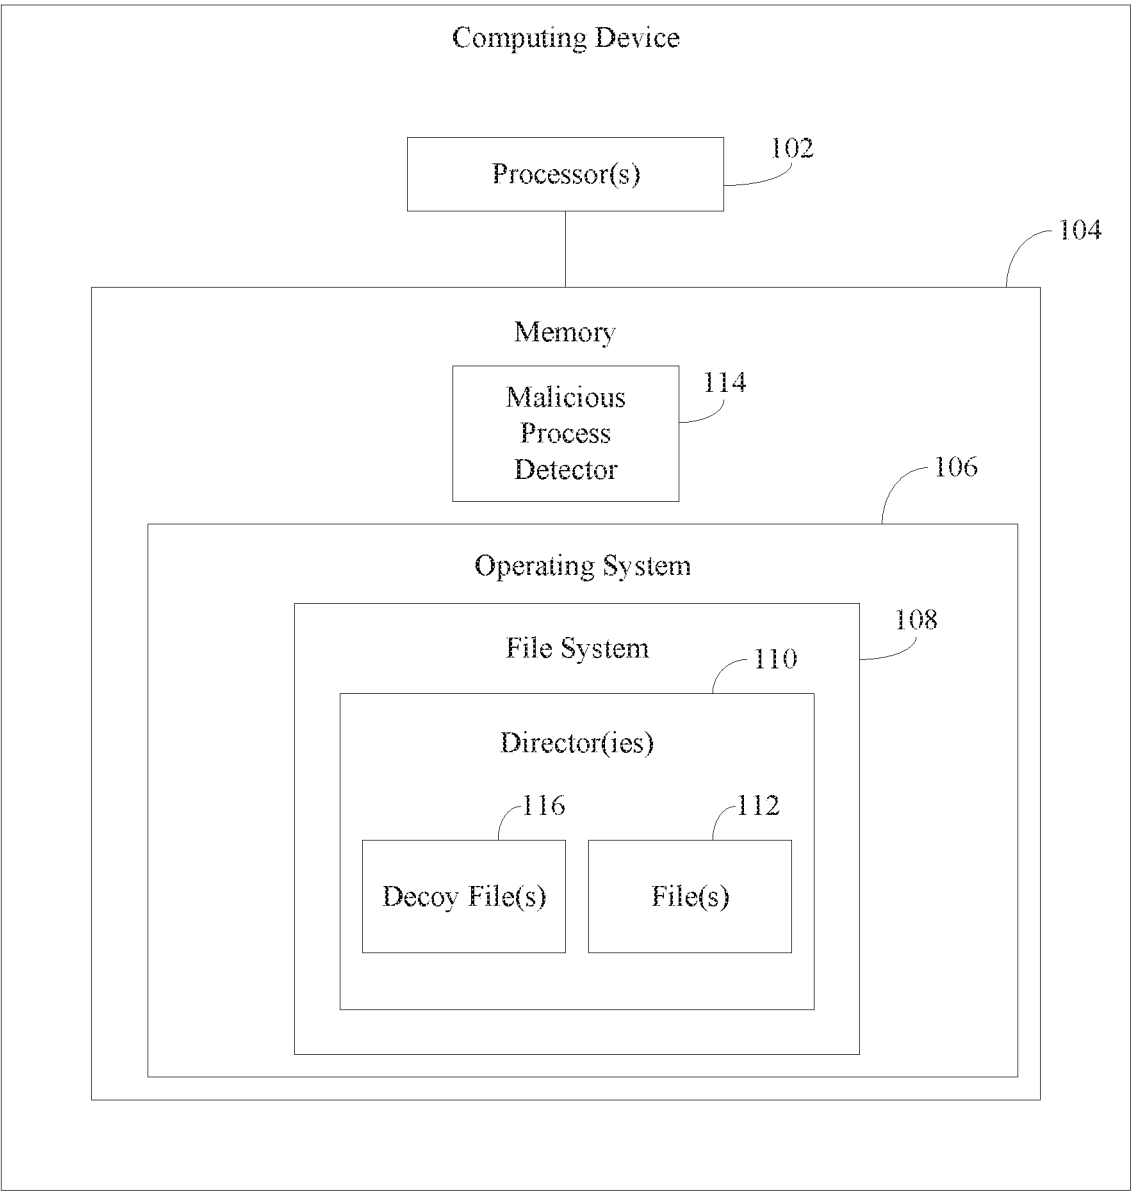 Computing Device
102
Processor(s)
104
Memory
114
Malicious
Process
Detector
106
Operating System
108
File System
110
Director(ies)
116
112
Decoy File(s)
File(s)